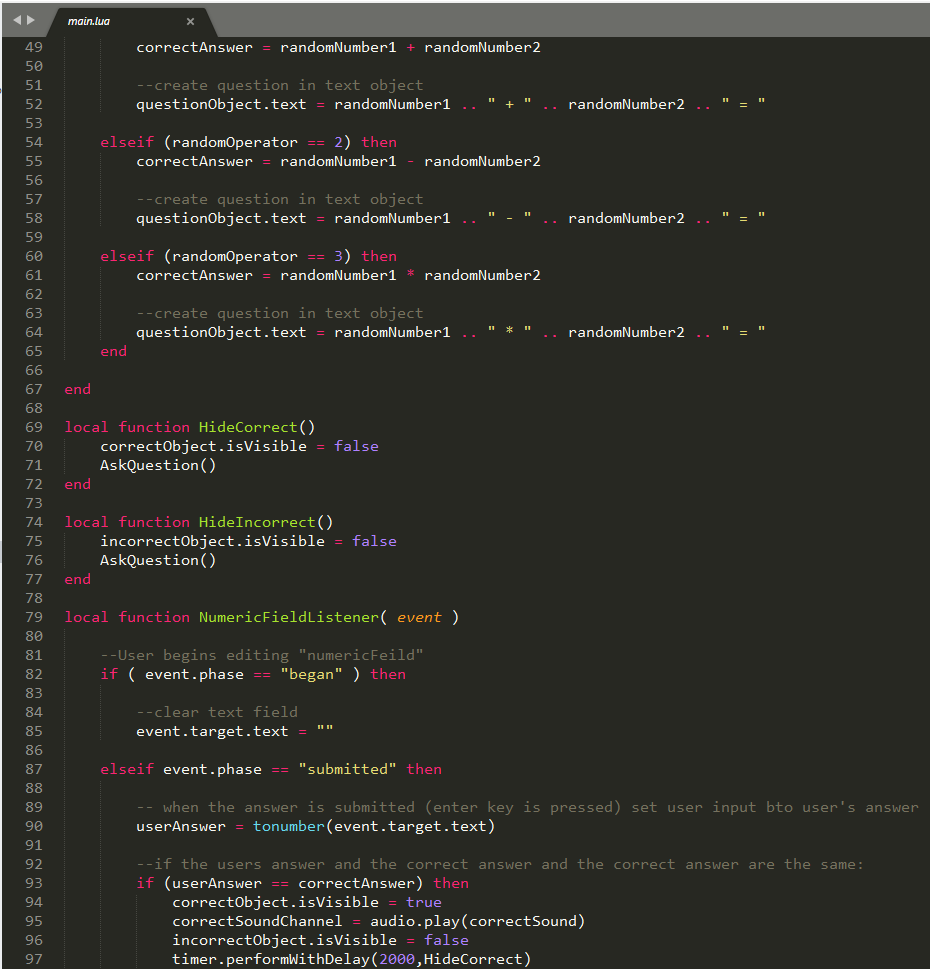 main.lua
49 correctAnswer = randomNumber1 + randomNumber2
50
51 --create question in text object
52 questionObject.text = randomNumber1 .. " + " .. randomNumber2 .. " = "
53
54 elseif (randomOperator == 2) then
55 correctAnswer = randomNumber1 - randomNumber2
56
57 --create question in text object
58 questionObject.text = randomNumber1 .. " - " .. randomNumber2 .. " = "
59
60 elseif (randomOperator == 3) then
61 correctAnswer = randomNumber1 * randomNumber2
62
63 --create question in text object
64 questionObject.text = randomNumber1 .. " * " .. randomNumber2 .. " = "
65 end
66
67 end
68
69 local function HideCorrect()
70 correctObject.isVisible = false
71 AskQuestion()
72 end
73
74 local function HideIncorrect()
75 incorrectObject.isVisible = false
76 AskQuestion()
77 end
78
79 local function NumericFieldListener( event )
80
81 --User begins editing "numericFeild"
82 if ( event.phase == "began" ) then
83
84 --clear text field
85 event.target.text = ""
86
87 elseif event.phase == "submitted" then
88
89 -- when the answer is submitted (enter key is pressed) set user input bto user's answer
90 userAnswer = tonumber(event.target.text)
91
92 --if the users answer and the correct answer and the correct answer are the same:
93 if (userAnswer == correctAnswer) then
94 correctObject.isVisible = true
95 correctSoundChannel = audio.play(correctSound)
96 incorrectObject.isVisible = false
97 timer.performWithDelay(2000,HideCorrect)